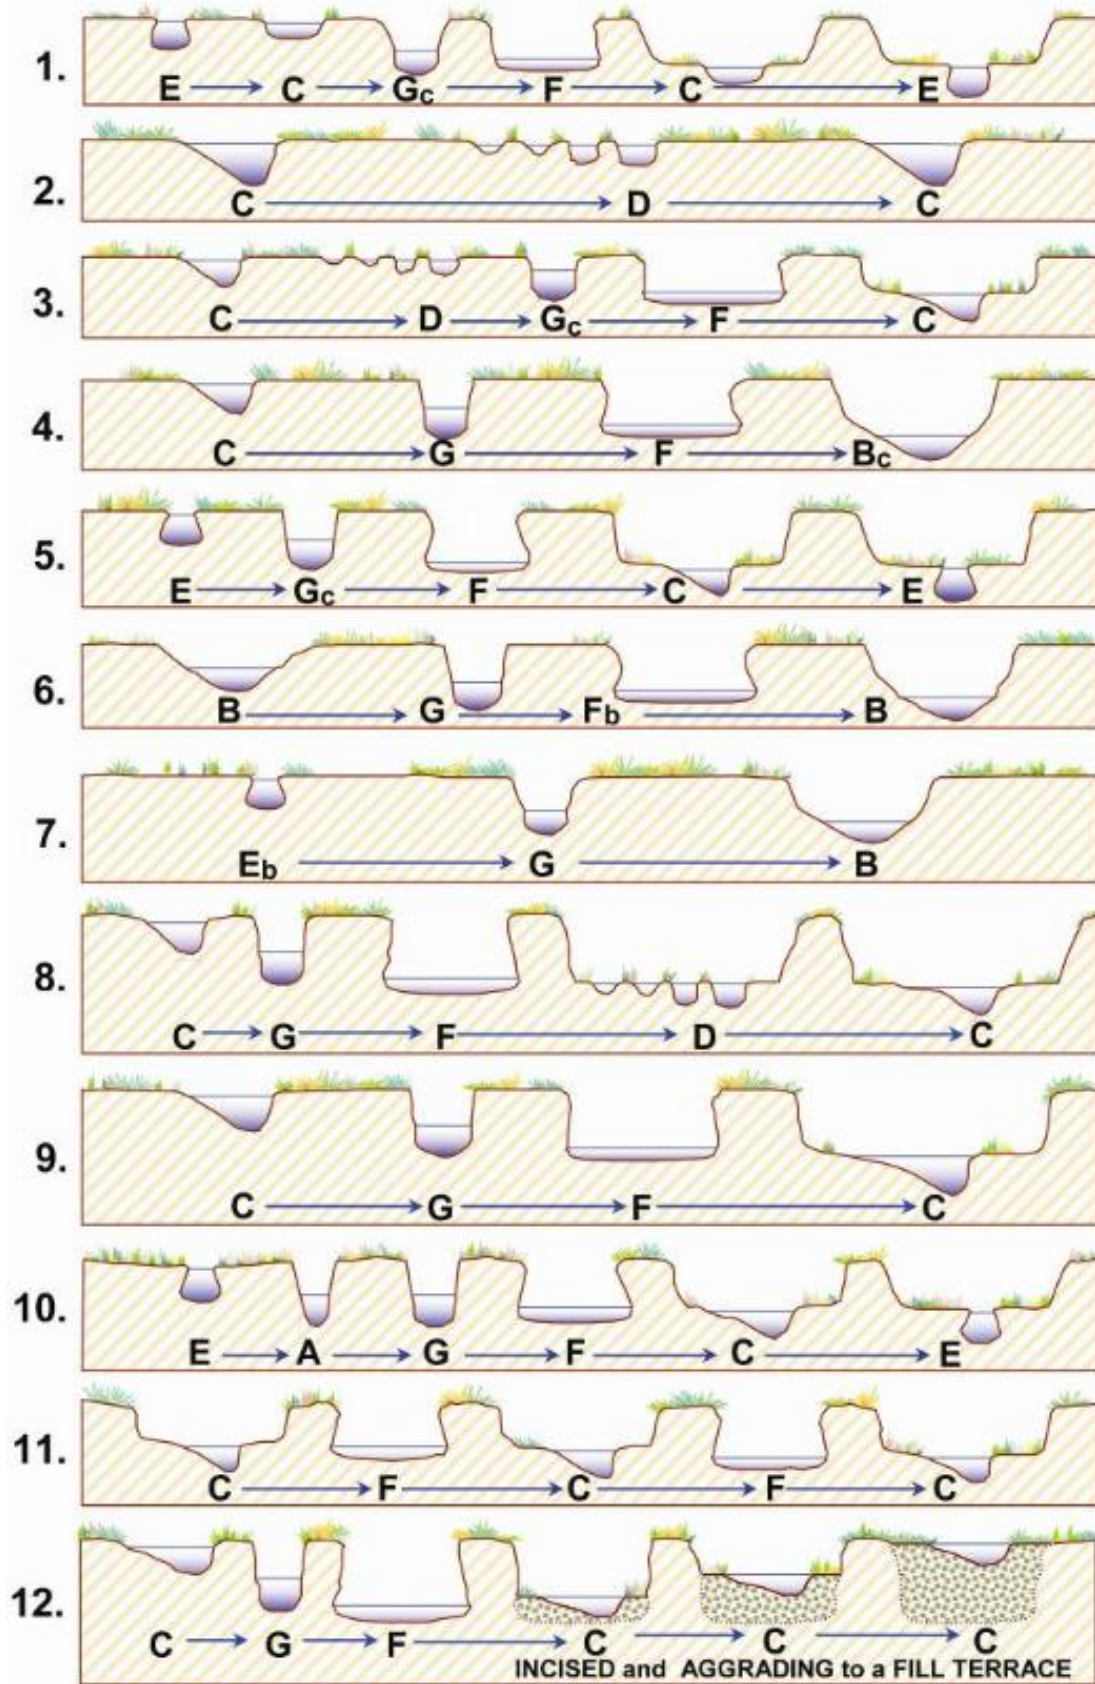 1.
E C Gc F C E
2.
C D C
3.
C D Gc F C
4.
C G F Bc
5.
E Gc F C E
6.
B G Fb B
7.
Eb G B
8.
C G F D C
9.
C G F C
10.
E A G F C E
11.
C F C F C
12.
C G F C C C
INCISED and AGGRADING to a FILL TERRACE